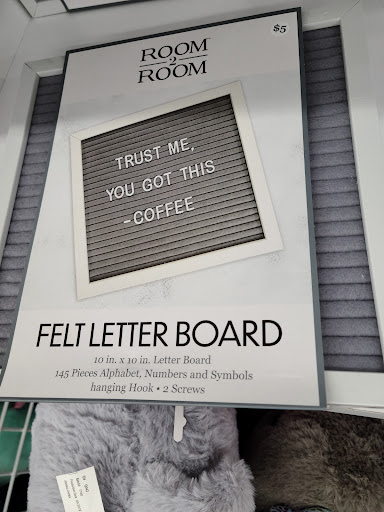 $5
ROOM
2
ROOM
TRUST ME,
YOU GOT THIS
-COFFEE
FELT LETTER BOARD
10 in. x 10 in. Letter Board
145 Pieces Alphabet, Numbers and Symbols
hanging Hook • 2 Screws